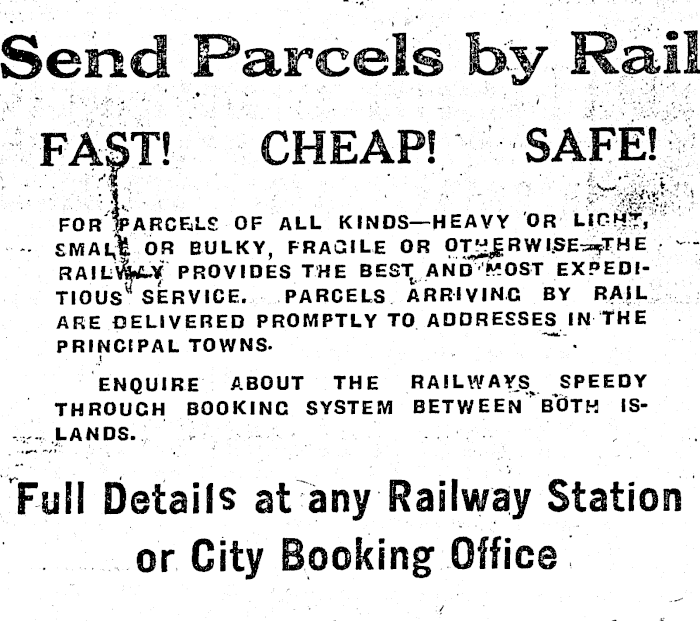 Send Parcels by Rail
FAST! CHEAP! SAFE!
FOR PARCELS OF ALL KINDS—HEAVY OR LIGHT,
SMALL OR BULKY, FRAGILE OR OTHERWISE—THE
RAILWAY PROVIDES THE BEST AND MOST EXPEDI-
TIOUS SERVICE. PARCELS ARRIVING BY RAIL
ARE DELIVERED PROMPTLY TO ADDRESSES IN THE
PRINCIPAL TOWNS.
ENQUIRE ABOUT THE RAILWAYS SPEEDY
THROUGH BOOKING SYSTEM BETWEEN BOTH IS-
LANDS.
Full Details at any Railway Station
or City Booking Office